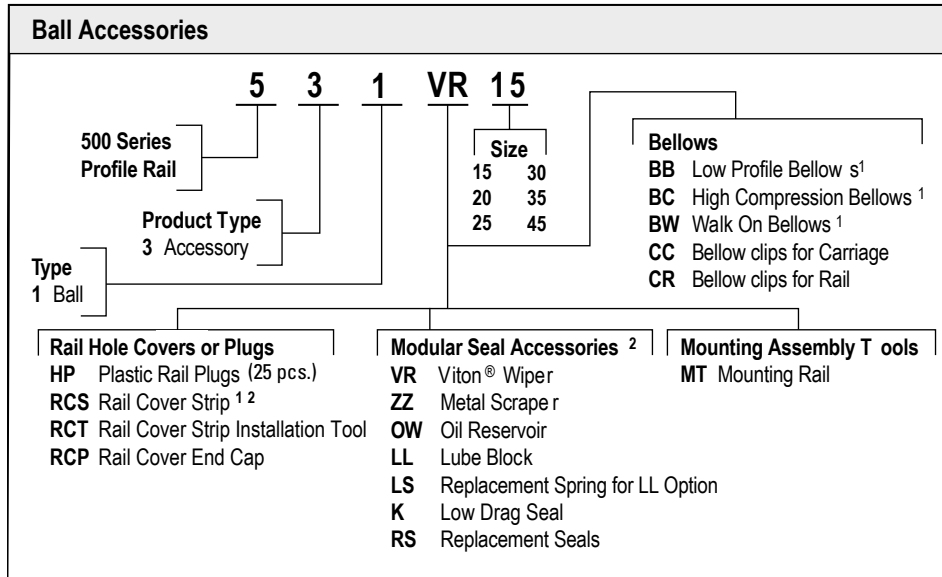 Ball Accessories
5 3 1 VR 15
500 Series
Profile Rail
Product Type
3 Accessory
Type
1 Ball
Size
15 30
20 35
25 45
Bellows
BB Low Profile Bellow s¹
BC High Compression Bellows ¹
BW Walk On Bellows ¹
CC Bellow clips for Carriage
CR Bellow clips for Rail
Rail Hole Covers or Plugs
HP Plastic Rail Plugs (25 pcs.)
RCS Rail Cover Strip ¹ ²
RCT Rail Cover Strip Installation Tool
RCP Rail Cover End Cap
Modular Seal Accessories ²
VR Viton ® Wiper
ZZ Metal Scrape r
OW Oil Reservoir
LL Lube Block
LS Replacement Spring for LL Option
K Low Drag Seal
RS Replacement Seals
Mounting Assembly T ools
MT Mounting Rail